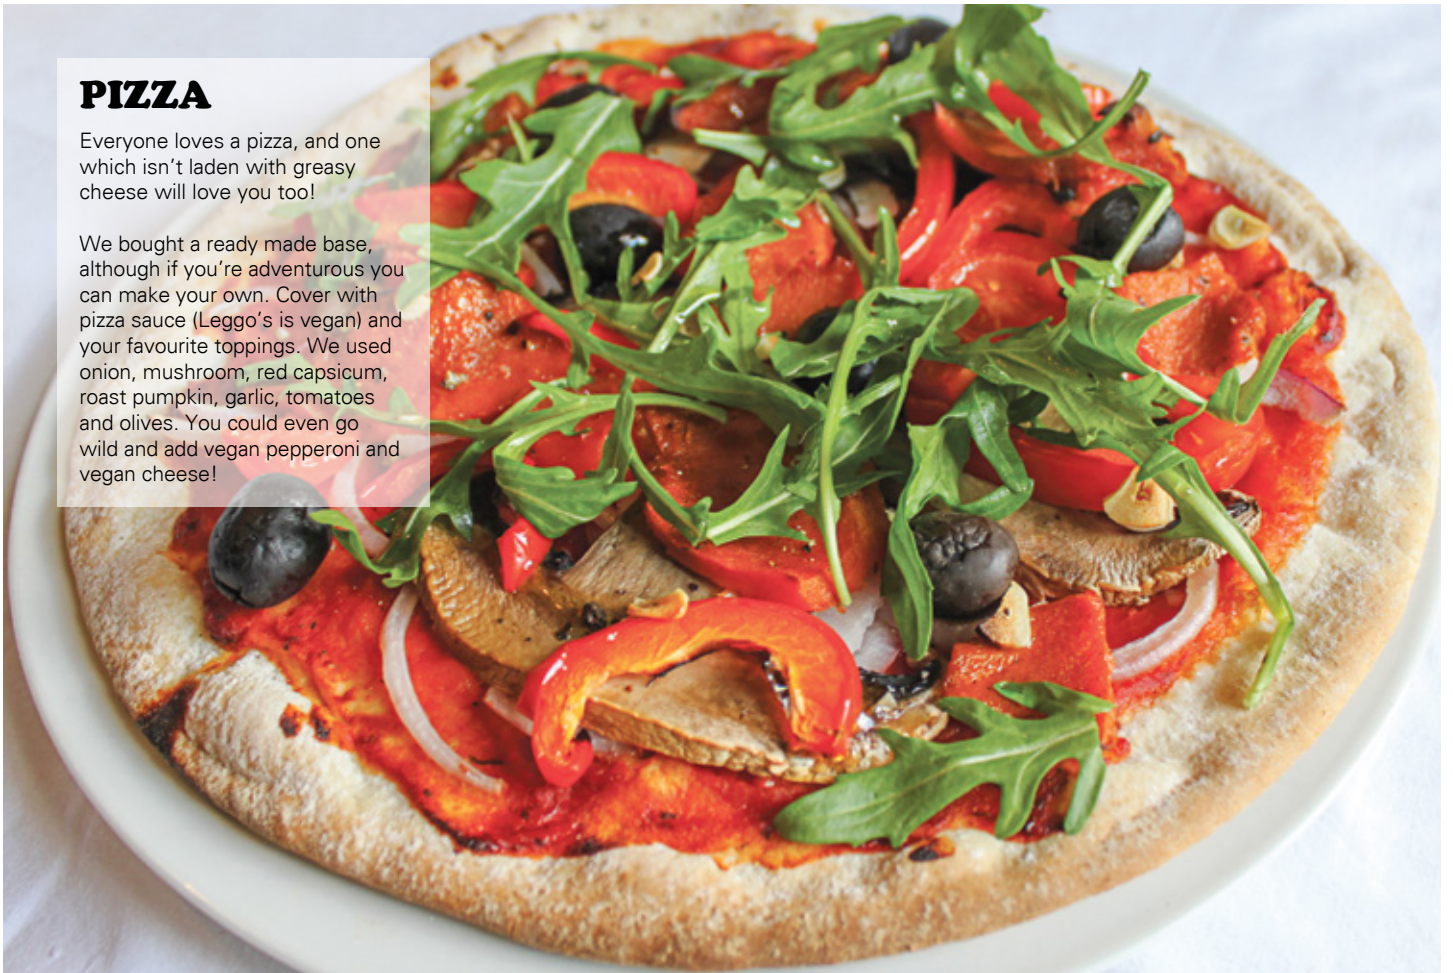 PIZZA
Everyone loves a pizza, and one
which isn't laden with greasy
cheese will love you too!
We bought a ready made base,
although if you're adventurous you
can make your own. Cover with
pizza sauce (Leggo's is vegan) and
your favourite toppings. We used
onion, mushroom, red capsicum,
roast pumpkin, garlic, tomatoes
and olives. You could even go
wild and add vegan pepperoni and
vegan cheese!